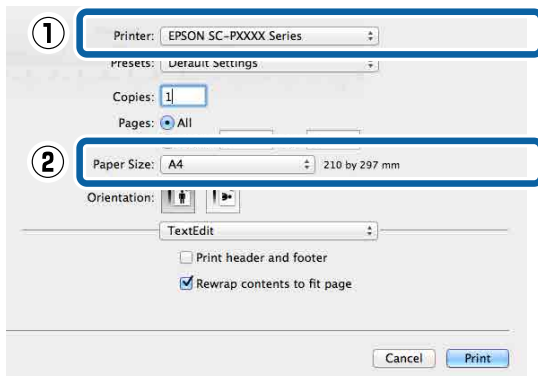 1
Printer: EPSON SC-PXXXX Series
Presets: Default Settings
Copies: 1
Pages: All
2
Paper Size: A4 210 by 297 mm
Orientation:
TextEdit
Print header and footer
Rewrap contents to fit page
Cancel Print